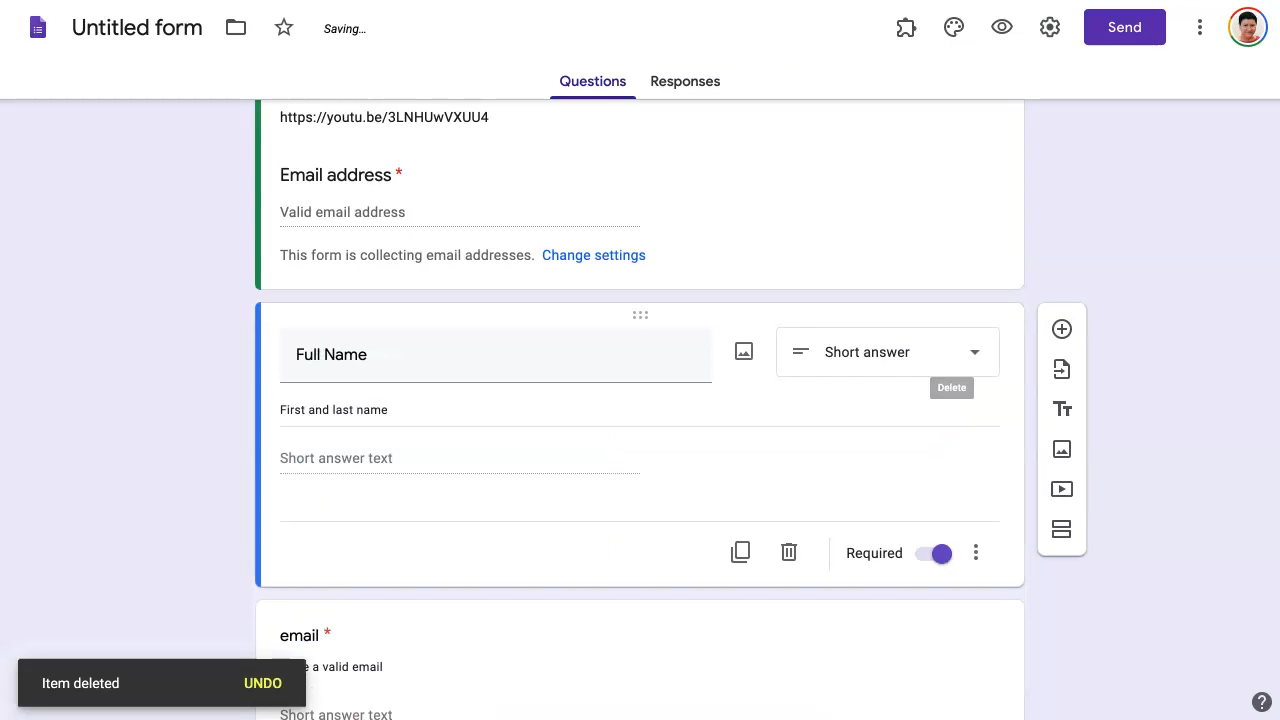 Untitled form
Saving...
Send
Questions
Responses
https://youtu.be/3LNHUwVXUU4
Email address *
Valid email address
This form is collecting email addresses. Change settings
Full Name
Short answer
Delete
First and last name
Short answer text
Required
email *
a valid email
Short answer text
Item deleted
UNDO